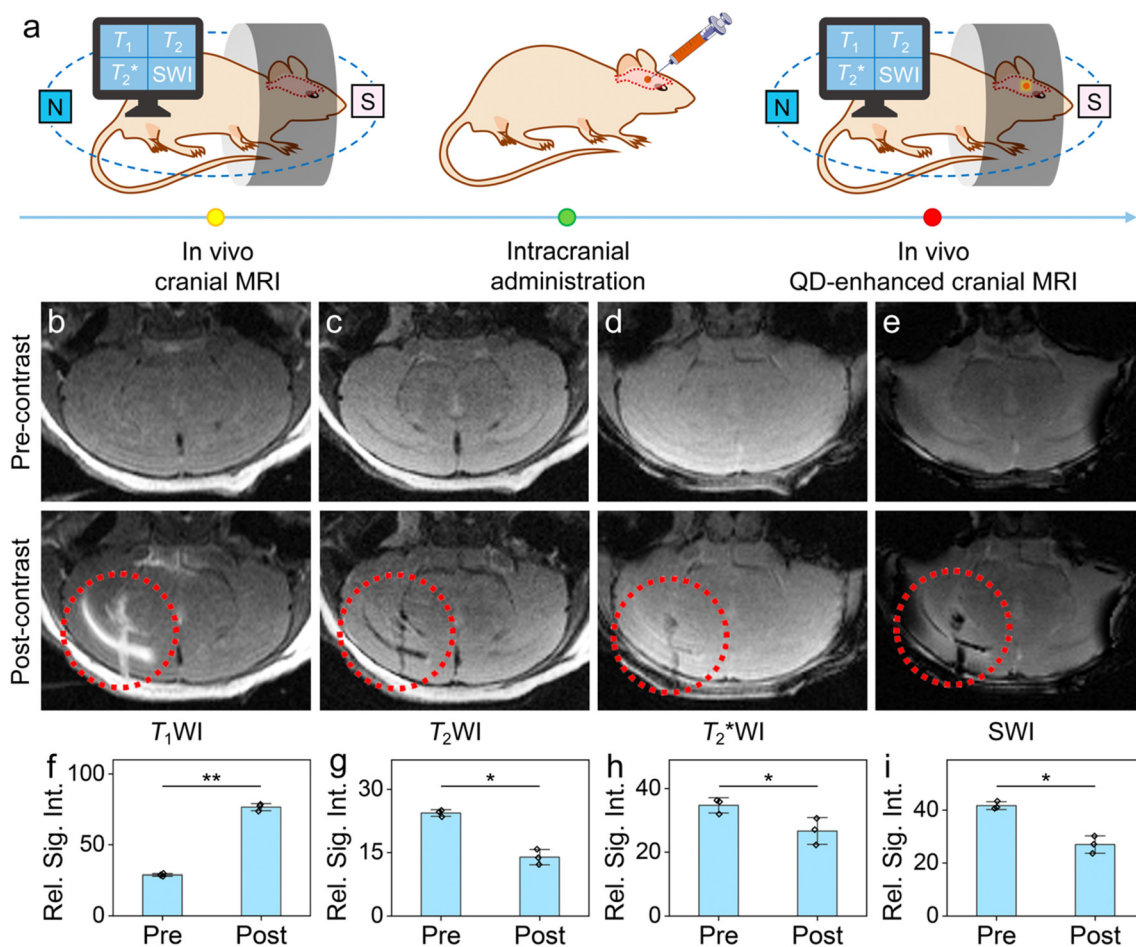 a
T1 T2
T2* SWI
N
S
T1 T2
T2* SWI
N
S
In vivo
cranial MRI
Intracranial
administration
In vivo
QD-enhanced cranial MRI
b
c
d
e
Pre-contrast
Post-contrast
T1WI
T2WI
T2*WI
SWI
f
Rel. Sig. Int.
100
50
0
**
Pre Post
g
Rel. Sig. Int.
30
15
0
*
Pre Post
h
Rel. Sig. Int.
40
20
0
*
Pre Post
i
Rel. Sig. Int.
40
20
0
*
Pre Post